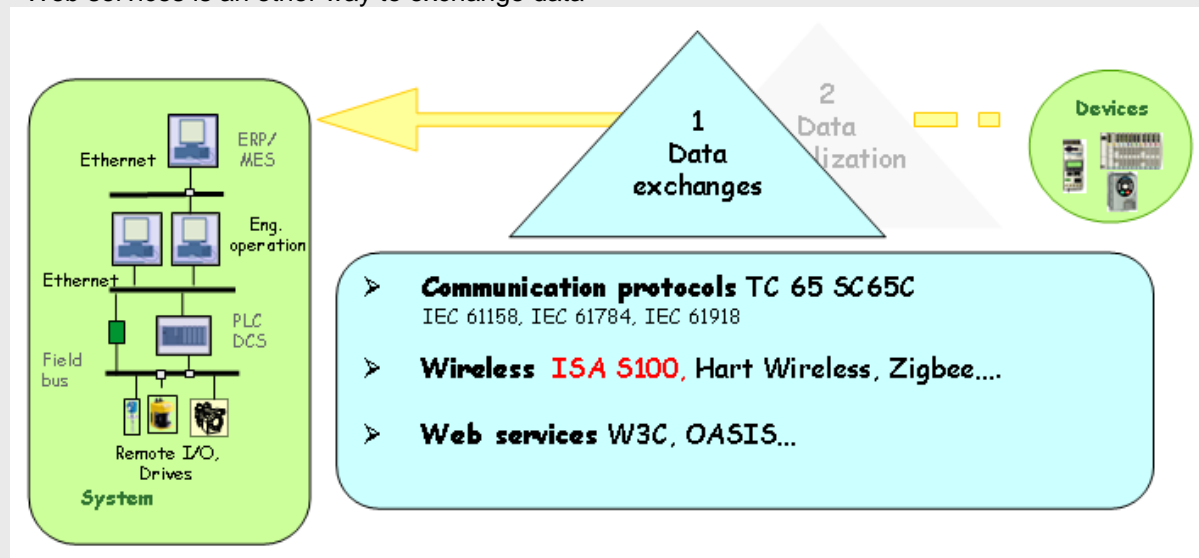 Web services is an other way to exchange data
ERP/
MES
Ethernet
Eng.
operation
Ethernet
PLC
DCS
Field
bus
Remote I/O,
Drives
System
1
Data
exchanges
2
Data
lization
Devices
➢ Communication protocols TC 65 SC65C
IEC 61158, IEC 61784, IEC 61918
➢ Wireless ISA S100, Hart Wireless, Zigbee....
➢ Web services W3C, OASIS...